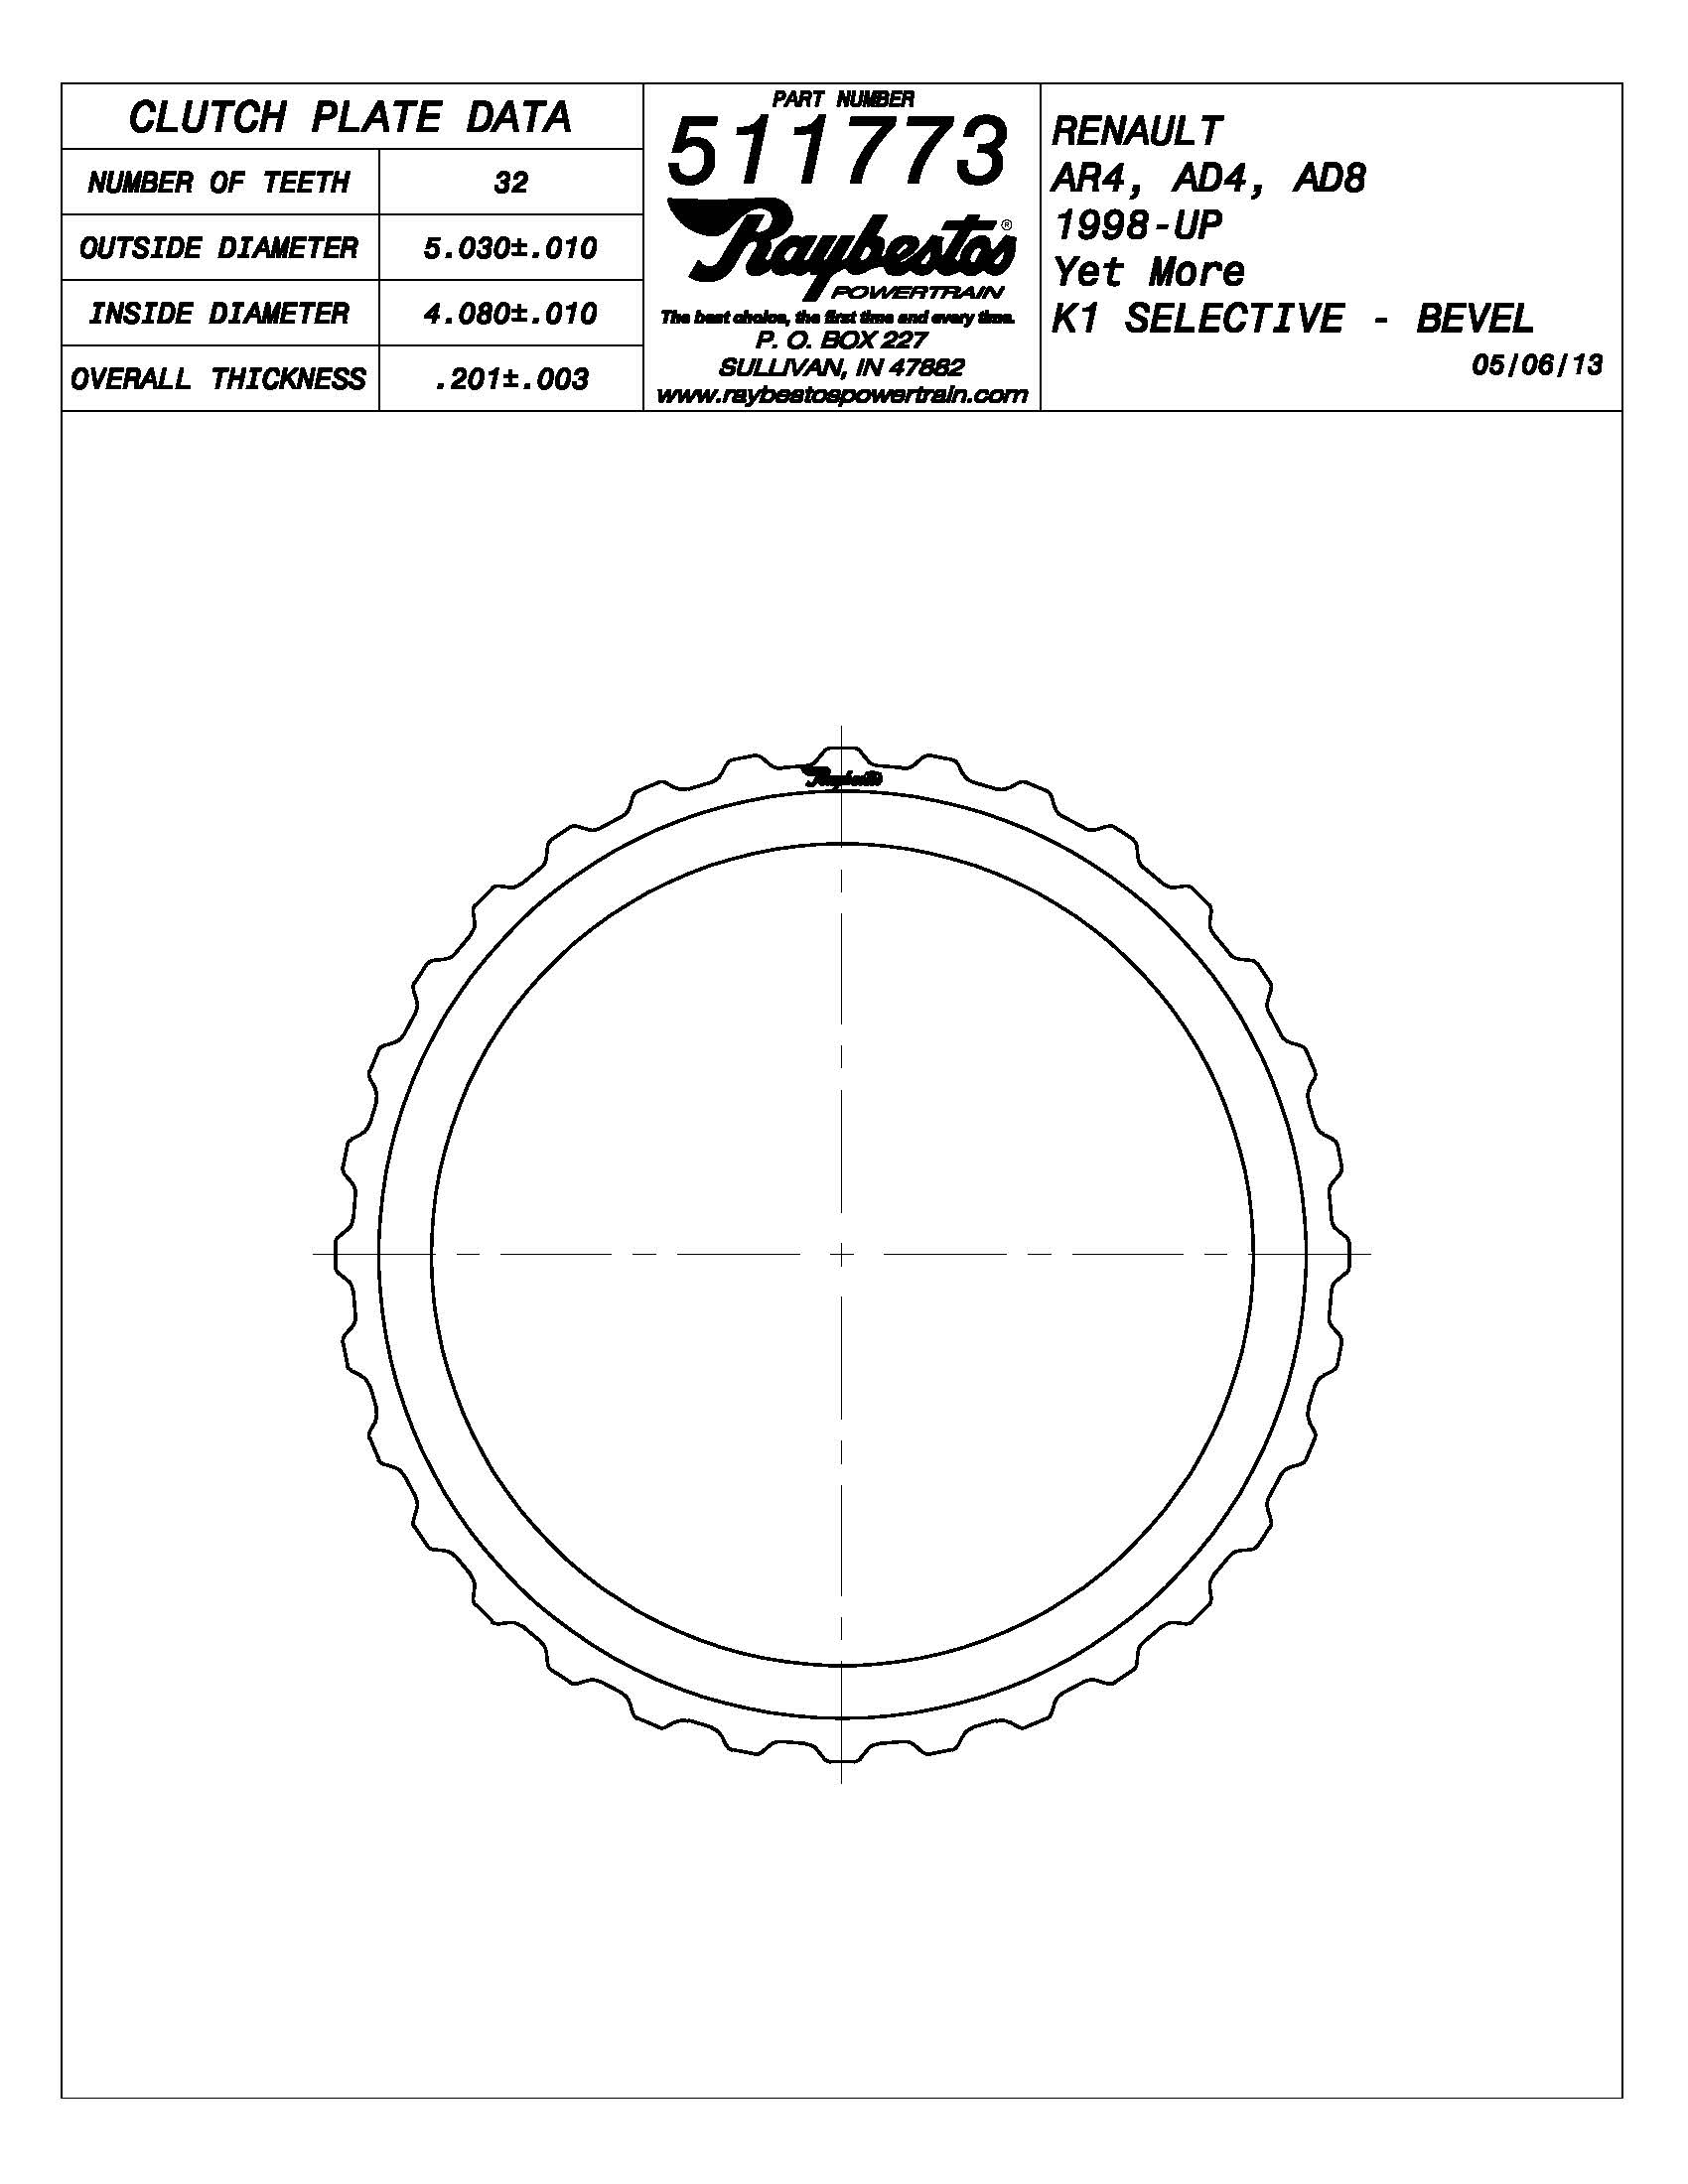 CLUTCH PLATE DATA
NUMBER OF TEETH 32
OUTSIDE DIAMETER 5.030±.010
INSIDE DIAMETER 4.080±.010
OVERALL THICKNESS .201±.003
PART NUMBER
511773
Raybestos®
POWERTRAIN
The best choice, the first time and every time.
P. O. BOX 227
SULLIVAN, IN 47882
www.raybestospowertrain.com
RENAULT
AR4, AD4, AD8
1998-UP
Yet More
K1 SELECTIVE - BEVEL
05/06/13
Raybestos